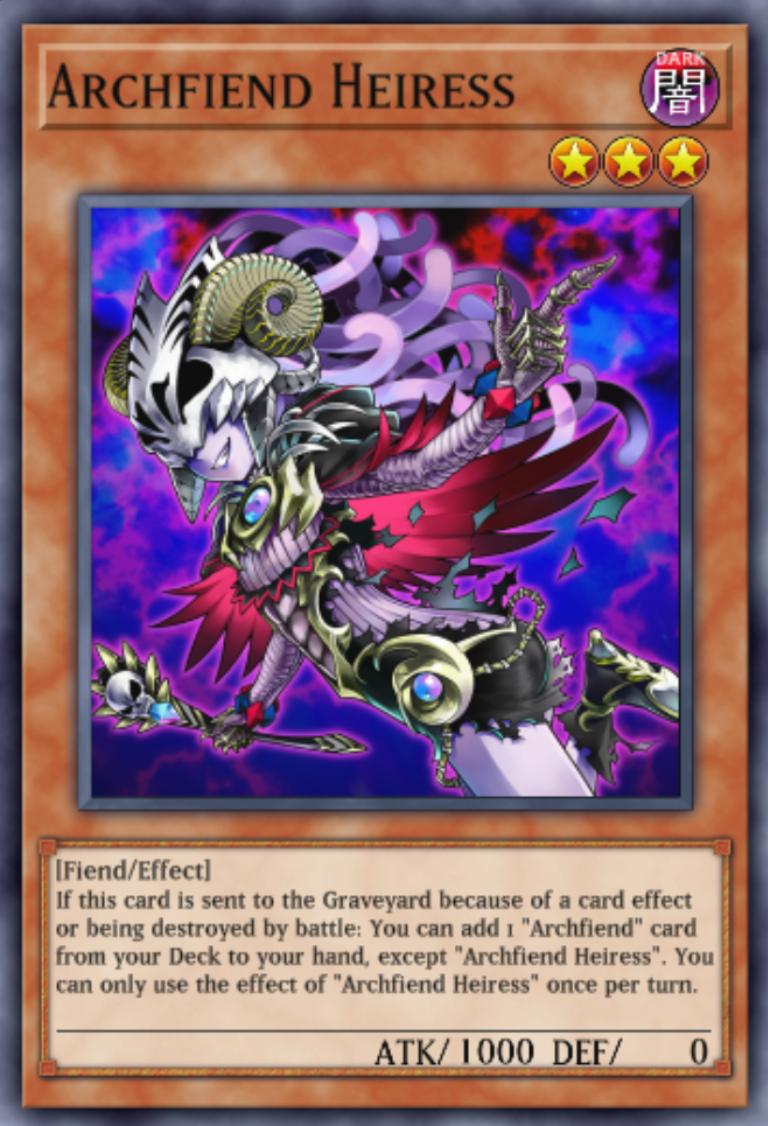 Archfiend Heiress
DARK
闇
[Fiend/Effect]
If this card is sent to the Graveyard because of a card effect
or being destroyed by battle: You can add 1 "Archfiend" card
from your Deck to your hand, except "Archfiend Heiress". You
can only use the effect of "Archfiend Heiress" once per turn.
ATK/ 1000 DEF/ 0